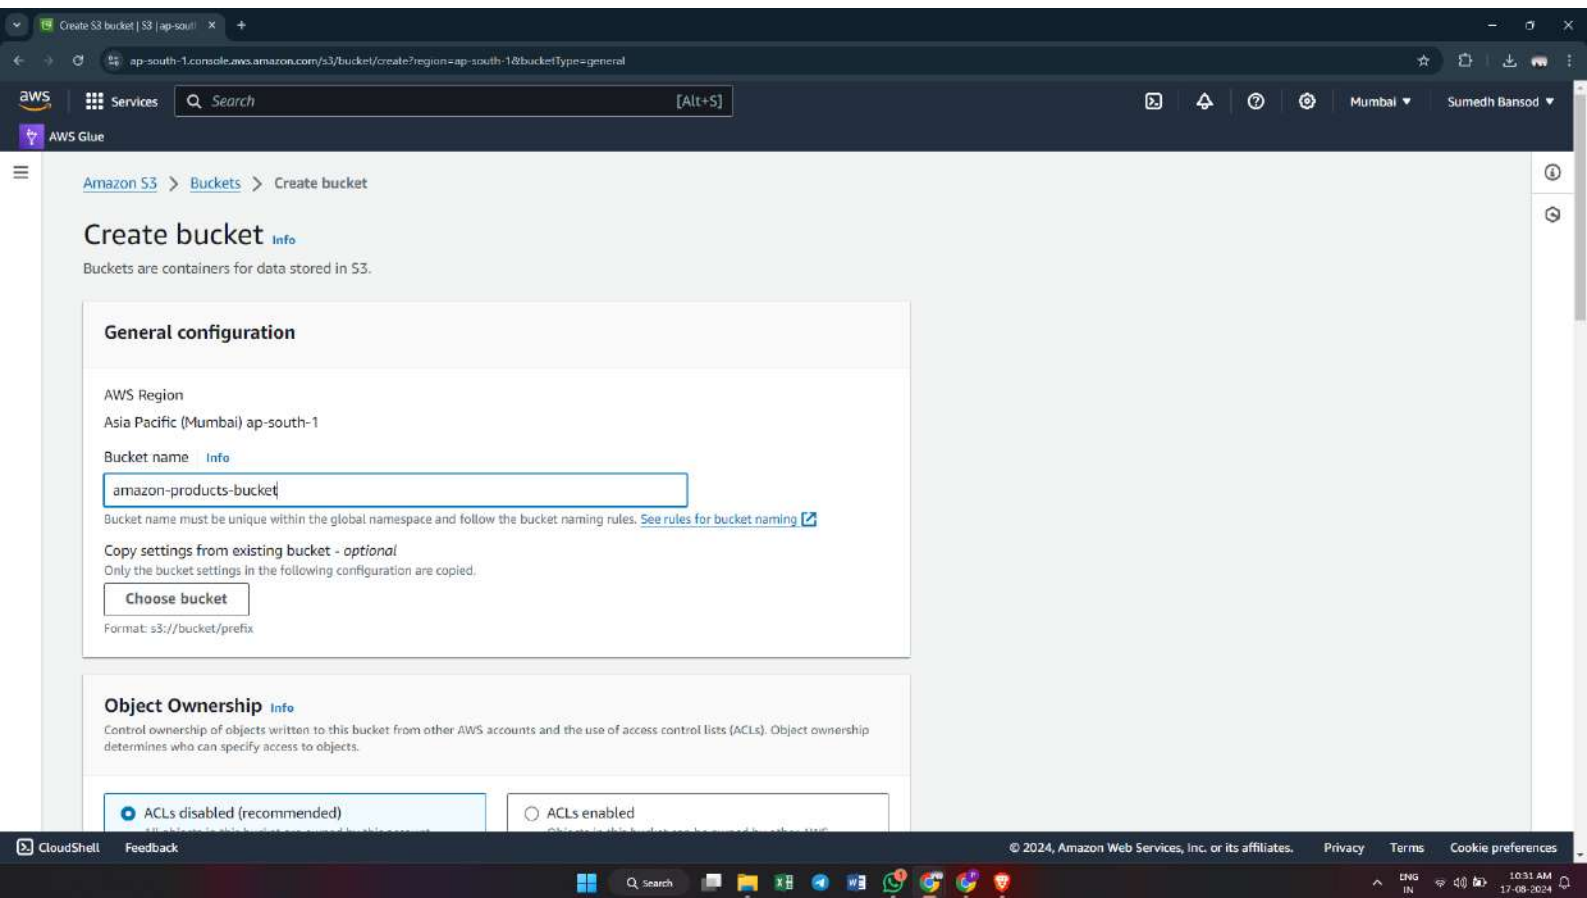 Create S3 bucket | S3 | ap-sout
ap-south-1.console.aws.amazon.com/s3/bucket/create?region=ap-south-1&bucketType=general
aws Services Search [Alt+S] Mumbai Sumedh Bansod
AWS Glue
Amazon S3 > Buckets > Create bucket
Create bucket Info
Buckets are containers for data stored in S3.
General configuration
AWS Region
Asia Pacific (Mumbai) ap-south-1
Bucket name Info
amazon-products-bucket
Bucket name must be unique within the global namespace and follow the bucket naming rules. See rules for bucket naming
Copy settings from existing bucket - optional
Only the bucket settings in the following configuration are copied.
Choose bucket
Format: s3://bucket/prefix
Object Ownership Info
Control ownership of objects written to this bucket from other AWS accounts and the use of access control lists (ACLs). Object ownership
determines who can specify access to objects.
ACLs disabled (recommended) ACLs enabled
CloudShell Feedback © 2024, Amazon Web Services, Inc. or its affiliates. Privacy Terms Cookie preferences
Search ENG 10:31 AM
IN 17-08-2024